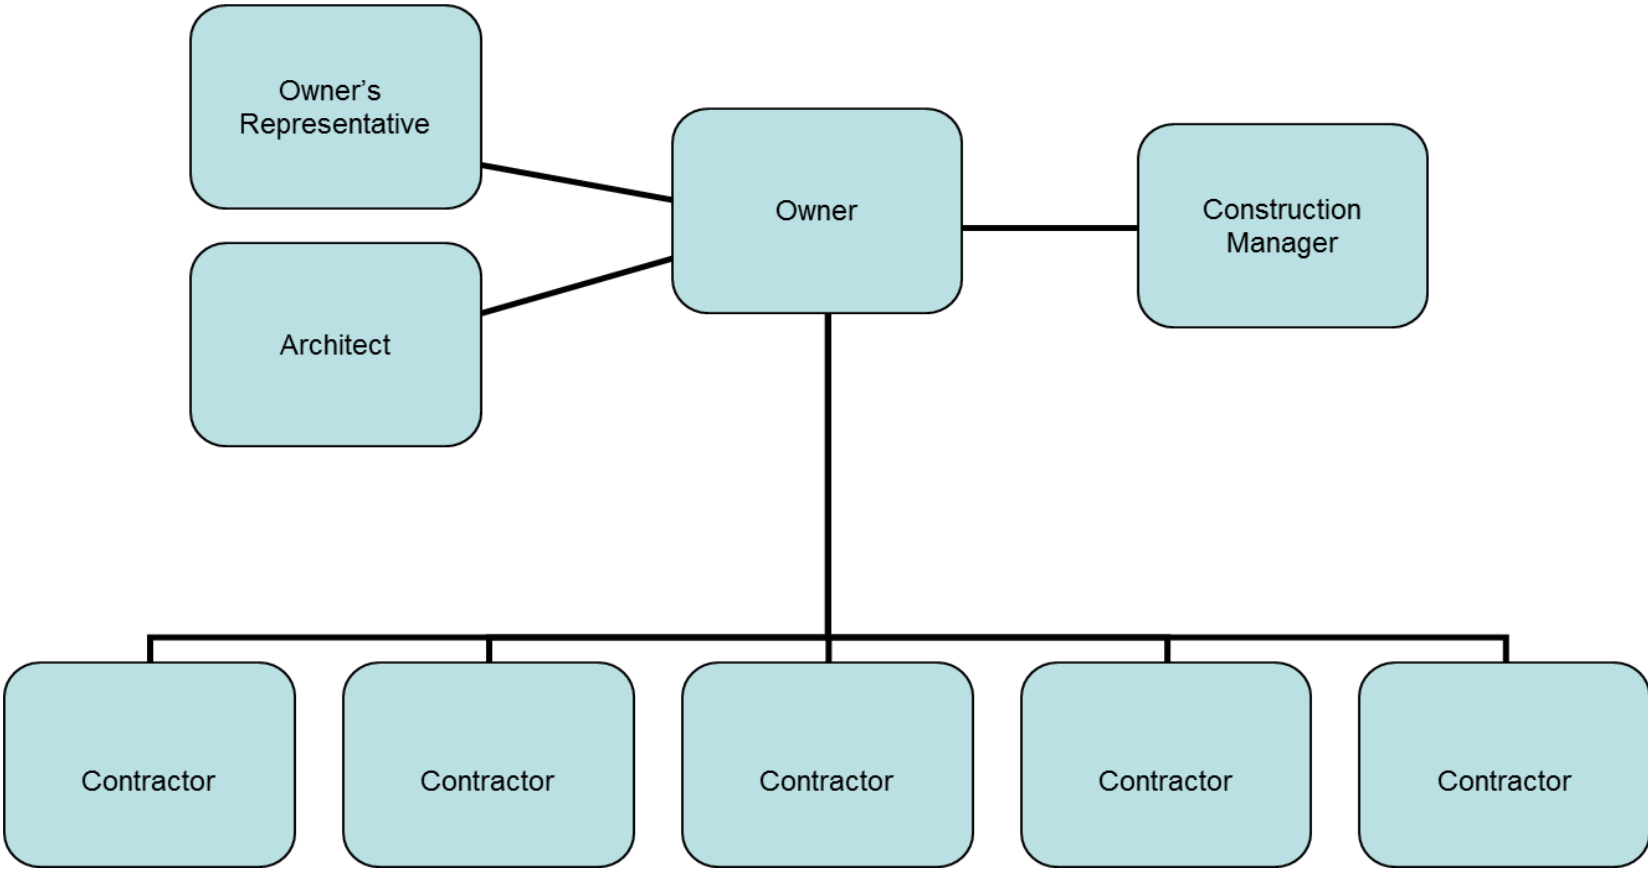 Owner’s
Representative
Owner
Construction
Manager
Architect
Contractor
Contractor
Contractor
Contractor
Contractor